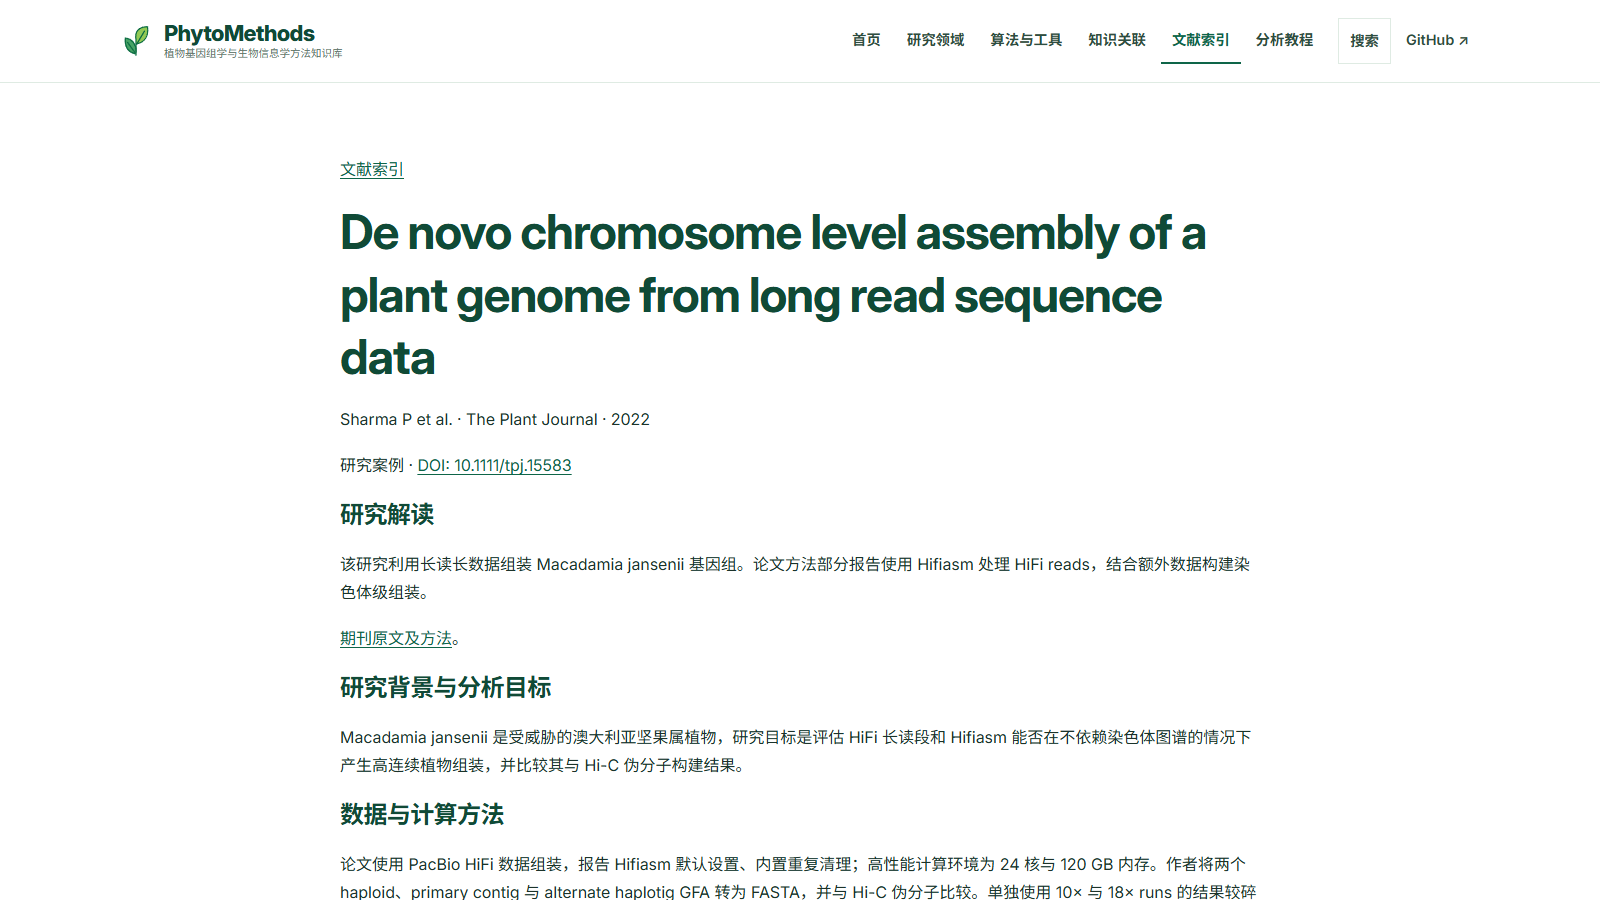 PhytoMethods
植物基因组学与生物信息学方法知识库
首页 研究领域 算法与工具 知识关联 文献索引 分析教程 搜索 GitHub ↗
文献索引
De novo chromosome level assembly of a
plant genome from long read sequence
data
Sharma P et al. · The Plant Journal · 2022
研究案例 · DOI: 10.1111/tpj.15583
研究解读
该研究利用长读长数据组装 Macadamia jansenii 基因组。论文方法部分报告使用 Hifiasm 处理 HiFi reads，结合额外数据构建染
色体级组装。
期刊原文及方法。
研究背景与分析目标
Macadamia jansenii 是受威胁的澳大利亚坚果属植物，研究目标是评估 HiFi 长读段和 Hifiasm 能否在不依赖染色体图谱的情况下
产生高连续植物组装，并比较其与 Hi-C 伪分子构建结果。
数据与计算方法
论文使用 PacBio HiFi 数据组装，报告 Hifiasm 默认设置、内置重复清理；高性能计算环境为 24 核与 120 GB 内存。作者将两个
haploid、primary contig 与 alternate haplotig GFA 转为 FASTA，并与 Hi-C 伪分子比较。单独使用 10× 与 18× runs 的结果较碎